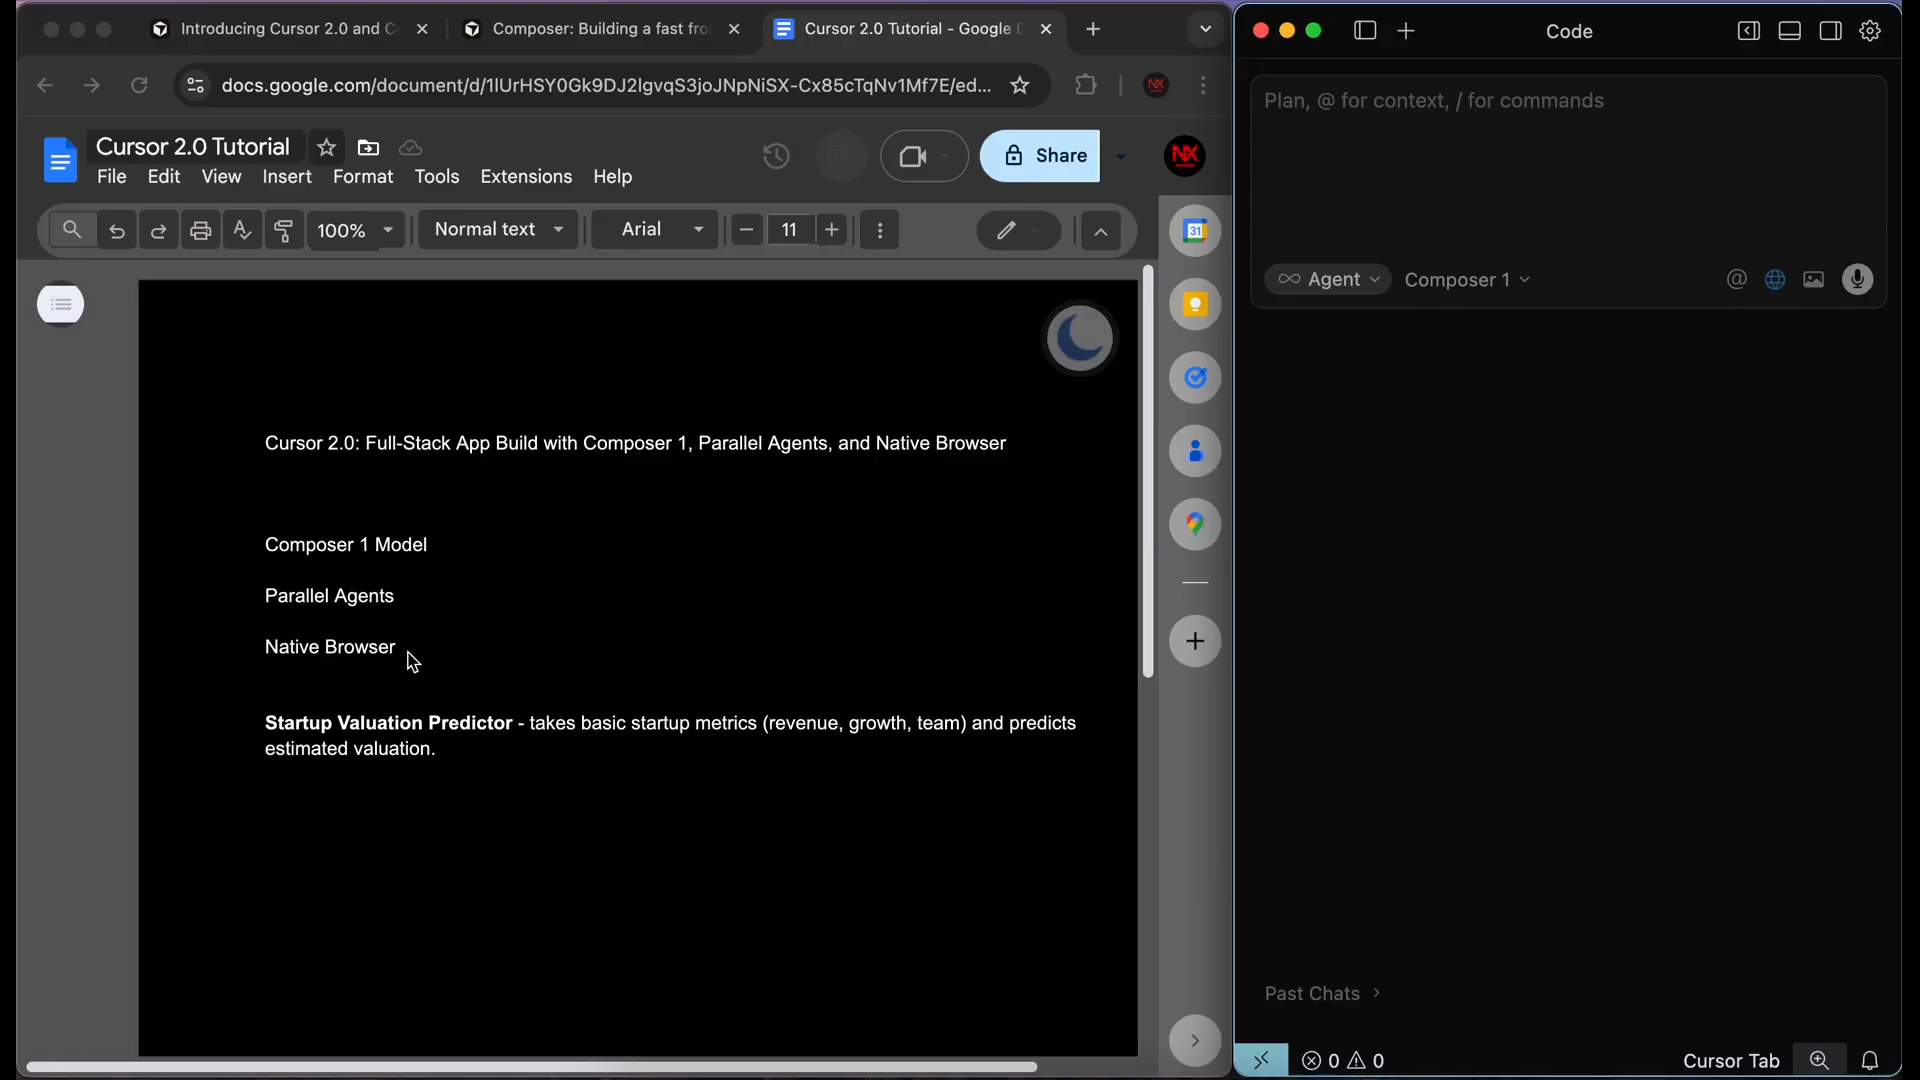 Introducing Cursor 2.0 and C
Composer: Building a fast fro
Cursor 2.0 Tutorial - Google D
docs.google.com/document/d/1lUrHSY0Gk9DJ2lgvqS3joJNpNiSX-Cx85cTqNv1Mf7E/ed...
NX
Cursor 2.0 Tutorial
File Edit View Insert Format Tools Extensions Help
Share
NX
100% Normal text Arial 11
31
Cursor 2.0: Full-Stack App Build with Composer 1, Parallel Agents, and Native Browser
Composer 1 Model
Parallel Agents
Native Browser
Startup Valuation Predictor - takes basic startup metrics (revenue, growth, team) and predicts
estimated valuation.
Code
Plan, @ for context, / for commands
Agent Composer 1
Past Chats
0 0 Cursor Tab